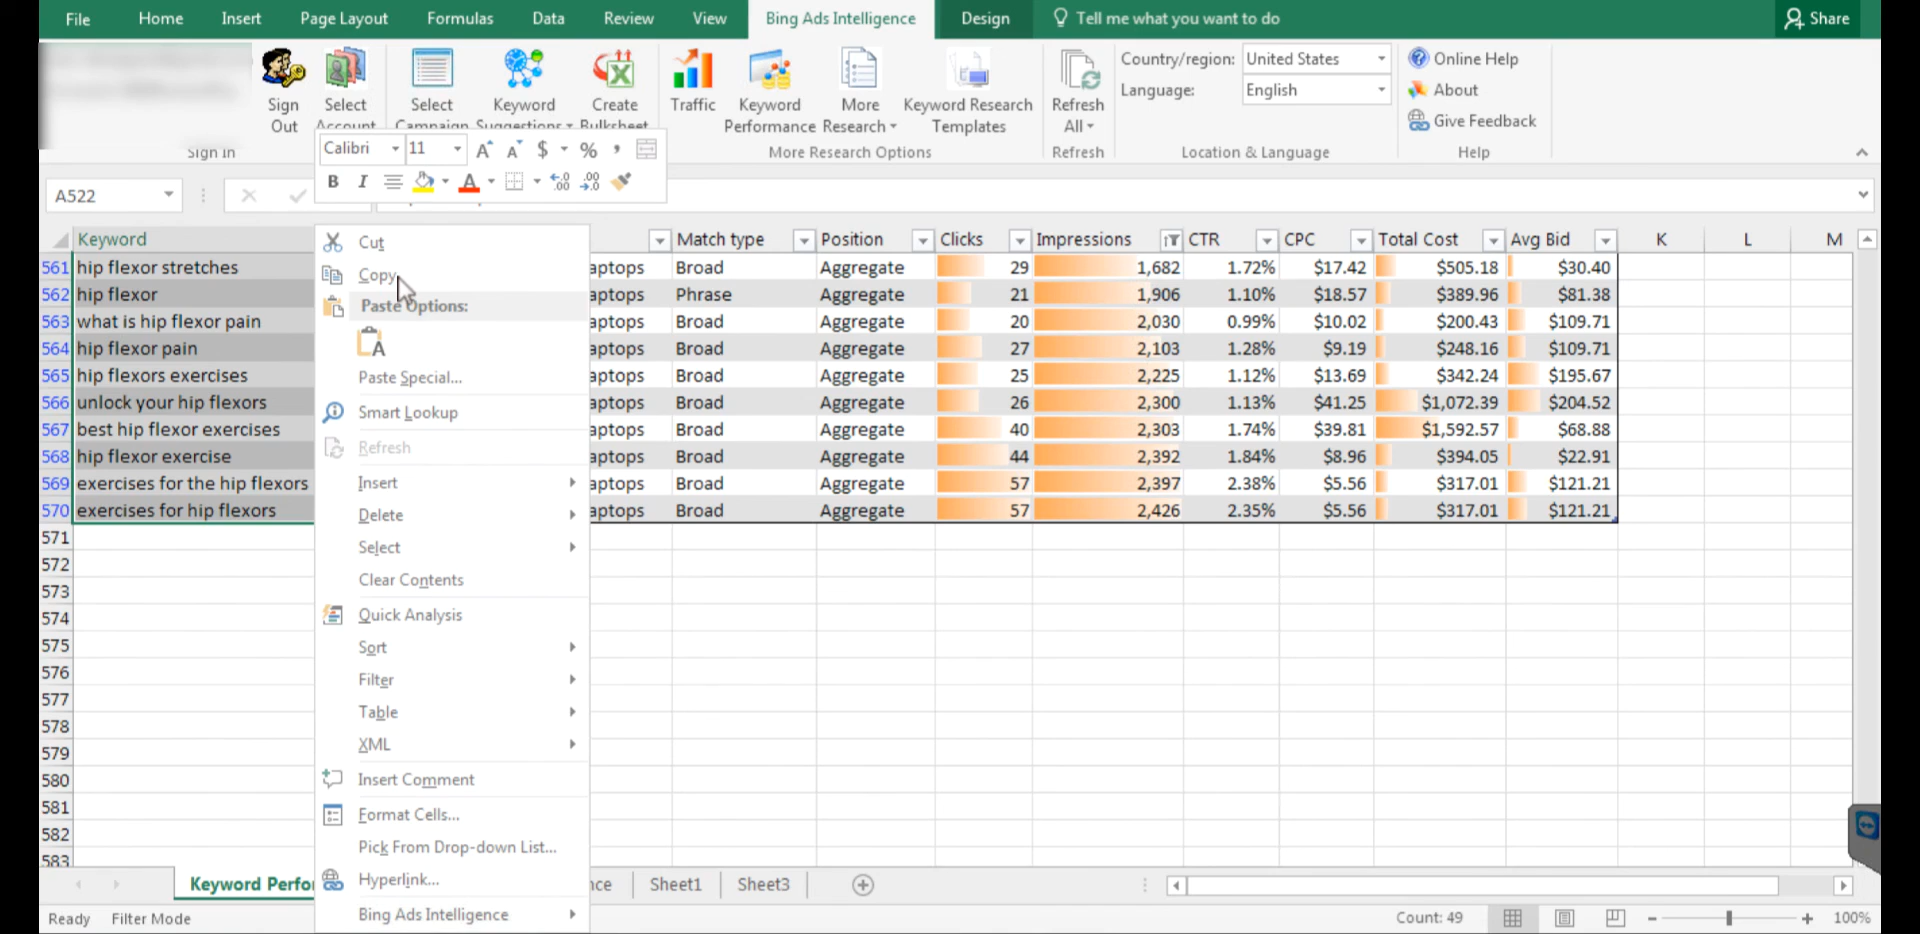 File Home Insert Page Layout Formulas Data Review View Bing Ads Intelligence Design Tell me what you want to do Share
Sign Out
Select Account
Select Campaign
Keyword Suggestions
Create Bulksheet
Traffic
Keyword Performance
More Research
Keyword Research Templates
Refresh All
Country/region: United States
Language: English
Online Help
About
Give Feedback
Sign In More Research Options Refresh Location & Language Help
Calibri 11 A A $ % ,
B I A .00 .00
A522
Keyword Match type Position Clicks Impressions CTR CPC Total Cost Avg Bid K L M
561 hip flexor stretches aptops Broad Aggregate 29 1,682 1.72% $17.42 $505.18 $30.40
562 hip flexor aptops Phrase Aggregate 21 1,906 1.10% $18.57 $389.96 $81.38
563 what is hip flexor pain aptops Broad Aggregate 20 2,030 0.99% $10.02 $200.43 $109.71
564 hip flexor pain aptops Broad Aggregate 27 2,103 1.28% $9.19 $248.16 $109.71
565 hip flexors exercises aptops Broad Aggregate 25 2,225 1.12% $13.69 $342.24 $195.67
566 unlock your hip flexors aptops Broad Aggregate 26 2,300 1.13% $41.25 $1,072.39 $204.52
567 best hip flexor exercises aptops Broad Aggregate 40 2,303 1.74% $39.81 $1,592.57 $68.88
568 hip flexor exercise aptops Broad Aggregate 44 2,392 1.84% $8.96 $394.05 $22.91
569 exercises for the hip flexors aptops Broad Aggregate 57 2,397 2.38% $5.56 $317.01 $121.21
570 exercises for hip flexors aptops Broad Aggregate 57 2,426 2.35% $5.56 $317.01 $121.21
571
572
573
574
575
576
577
578
579
580
581
582
583
Cut
Copy
Paste Options:
A
Paste Special...
Smart Lookup
Refresh
Insert
Delete
Select
Clear Contents
Quick Analysis
Sort
Filter
Table
XML
Insert Comment
Format Cells...
Pick From Drop-down List...
Hyperlink...
Bing Ads Intelligence
Keyword Perfo nce Sheet1 Sheet3
Ready Filter Mode Count: 49 100%